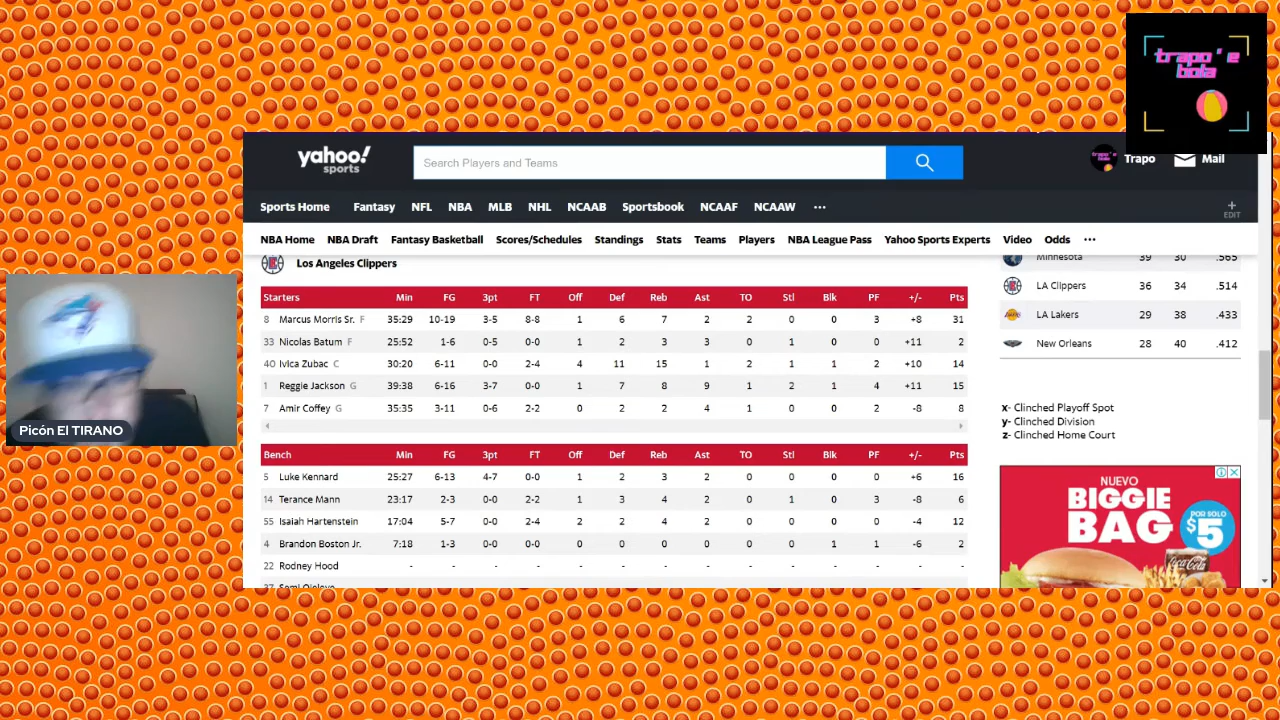 trapo'e
bola
yahoo!
sports
Search Players and Teams
Trapo
Mail
Sports Home Fantasy NFL NBA MLB NHL NCAAB Sportsbook NCAAF NCAAW ...
EDIT
NBA Home NBA Draft Fantasy Basketball Scores/Schedules Standings Stats Teams Players NBA League Pass Yahoo Sports Experts Video Odds ...
Los Angeles Clippers
Starters Min FG 3pt FT Off Def Reb Ast TO Stl Blk PF +/- Pts
8 Marcus Morris Sr. F 35:29 10-19 3-5 8-8 1 6 7 2 2 0 0 3 +8 31
33 Nicolas Batum F 25:52 1-6 0-5 0-0 1 2 3 3 0 1 0 0 +11 2
40 Ivica Zubac C 30:20 6-11 0-0 2-4 4 11 15 1 2 1 1 2 +10 14
1 Reggie Jackson G 39:38 6-16 3-7 0-0 1 7 8 9 1 2 1 4 +11 15
7 Amir Coffey G 35:35 3-11 0-6 2-2 0 2 2 4 1 0 0 2 -8 8
Bench Min FG 3pt FT Off Def Reb Ast TO Stl Blk PF +/- Pts
5 Luke Kennard 25:27 6-13 4-7 0-0 1 2 3 2 0 0 0 0 +6 16
14 Terance Mann 23:17 2-3 0-0 2-2 1 3 4 2 0 1 0 3 -8 6
55 Isaiah Hartenstein 17:04 5-7 0-0 2-4 2 2 4 2 0 0 0 0 -4 12
4 Brandon Boston Jr. 7:18 1-3 0-0 0-0 0 0 0 0 0 0 1 1 -6 2
22 Rodney Hood - - - - - - - - - - - - - -
Minnesota 39 30 .565
LA Clippers 36 34 .514
LA Lakers 29 38 .433
New Orleans 28 40 .412
x- Clinched Playoff Spot
y- Clinched Division
z- Clinched Home Court
NUEVO
BIGGIE
BAG
POR SOLO
$5
Coca-Cola
Picón El TIRANO